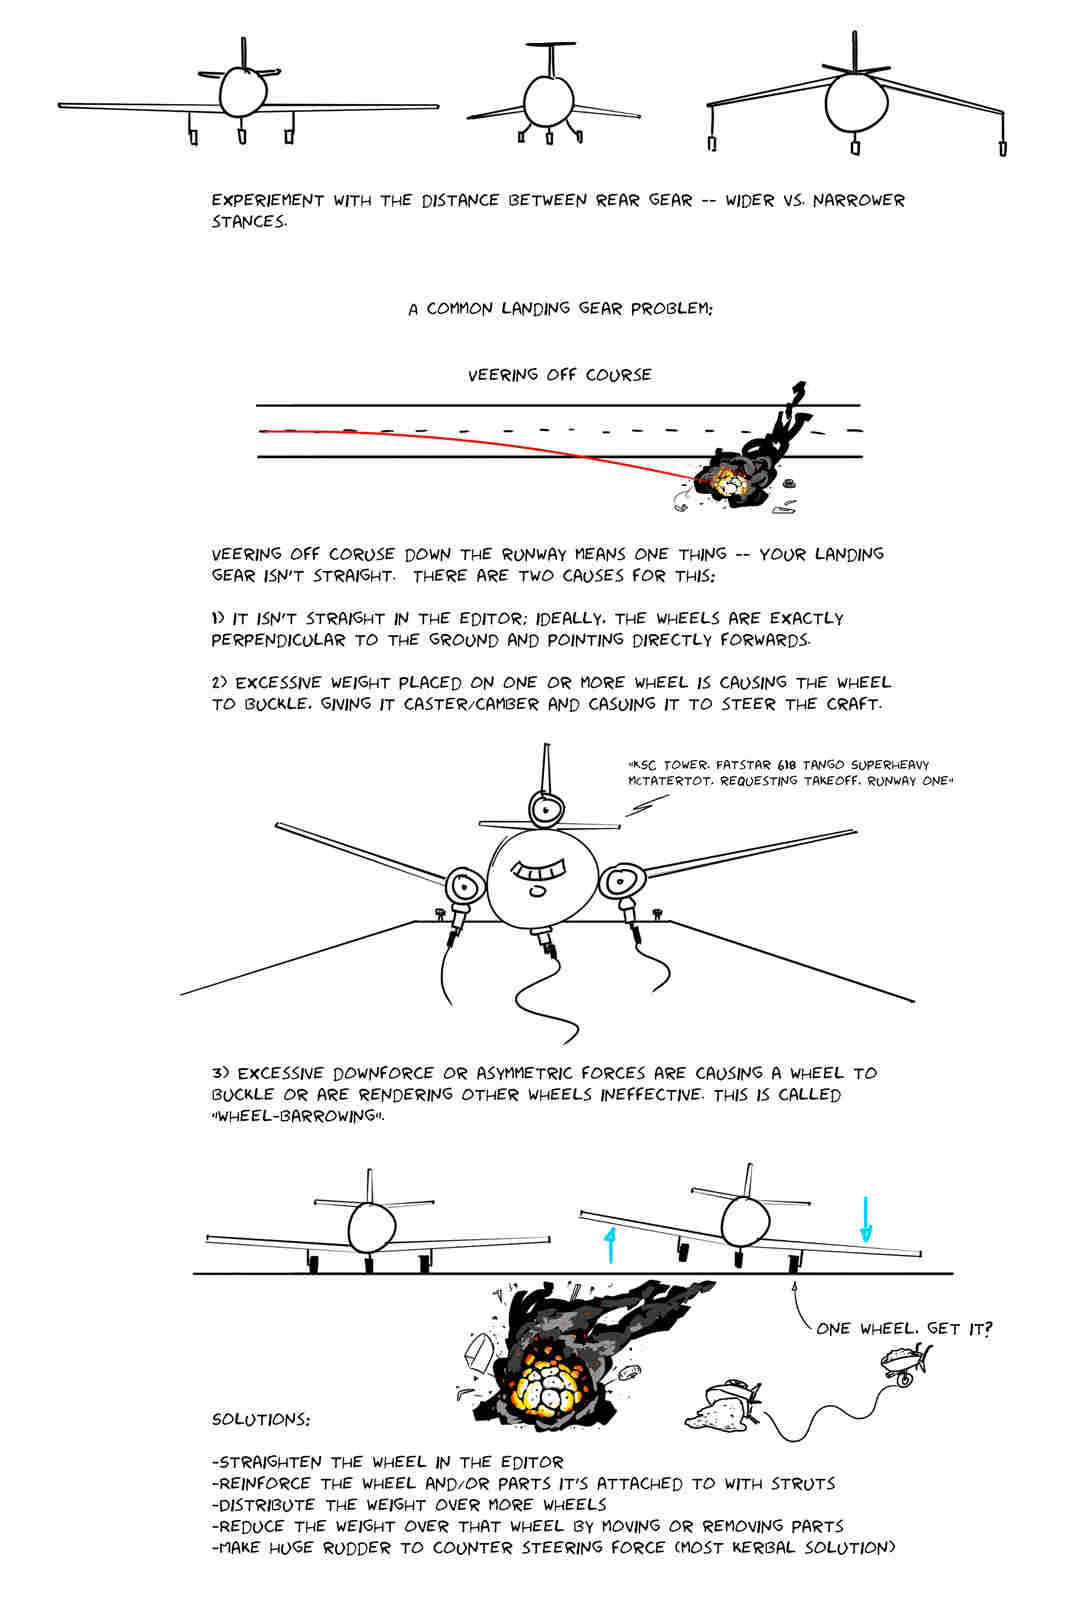 EXPERIEMENT WITH THE DISTANCE BETWEEN REAR GEAR -- WIDER VS. NARROWER
STANCES.
A COMMON LANDING GEAR PROBLEM:
VEERING OFF COURSE
VEERING OFF CORUSE DOWN THE RUNWAY MEANS ONE THING -- YOUR LANDING
GEAR ISN'T STRAIGHT. THERE ARE TWO CAUSES FOR THIS:
1) IT ISN'T STRAIGHT IN THE EDITOR; IDEALLY, THE WHEELS ARE EXACTLY
PERPENDICULAR TO THE GROUND AND POINTING DIRECTLY FORWARDS.
2) EXCESSIVE WEIGHT PLACED ON ONE OR MORE WHEEL IS CAUSING THE WHEEL
TO BUCKLE, GIVING IT CASTER/CAMBER AND CASUING IT TO STEER THE CRAFT.
"KSC TOWER, FATSTAR 618 TANGO SUPERHEAVY
MCTATERTOT, REQUESTING TAKEOFF, RUNWAY ONE"
3) EXCESSIVE DOWNFORCE OR ASYMMETRIC FORCES ARE CAUSING A WHEEL TO
BUCKLE OR ARE RENDERING OTHER WHEELS INEFFECTIVE. THIS IS CALLED
"WHEEL-BARROWING".
ONE WHEEL. GET IT?
SOLUTIONS:
-STRAIGHTEN THE WHEEL IN THE EDITOR
-REINFORCE THE WHEEL AND/OR PARTS IT'S ATTACHED TO WITH STRUTS
-DISTRIBUTE THE WEIGHT OVER MORE WHEELS
-REDUCE THE WEIGHT OVER THAT WHEEL BY MOVING OR REMOVING PARTS
-MAKE HUGE RUDDER TO COUNTER STEERING FORCE (MOST KERBAL SOLUTION)